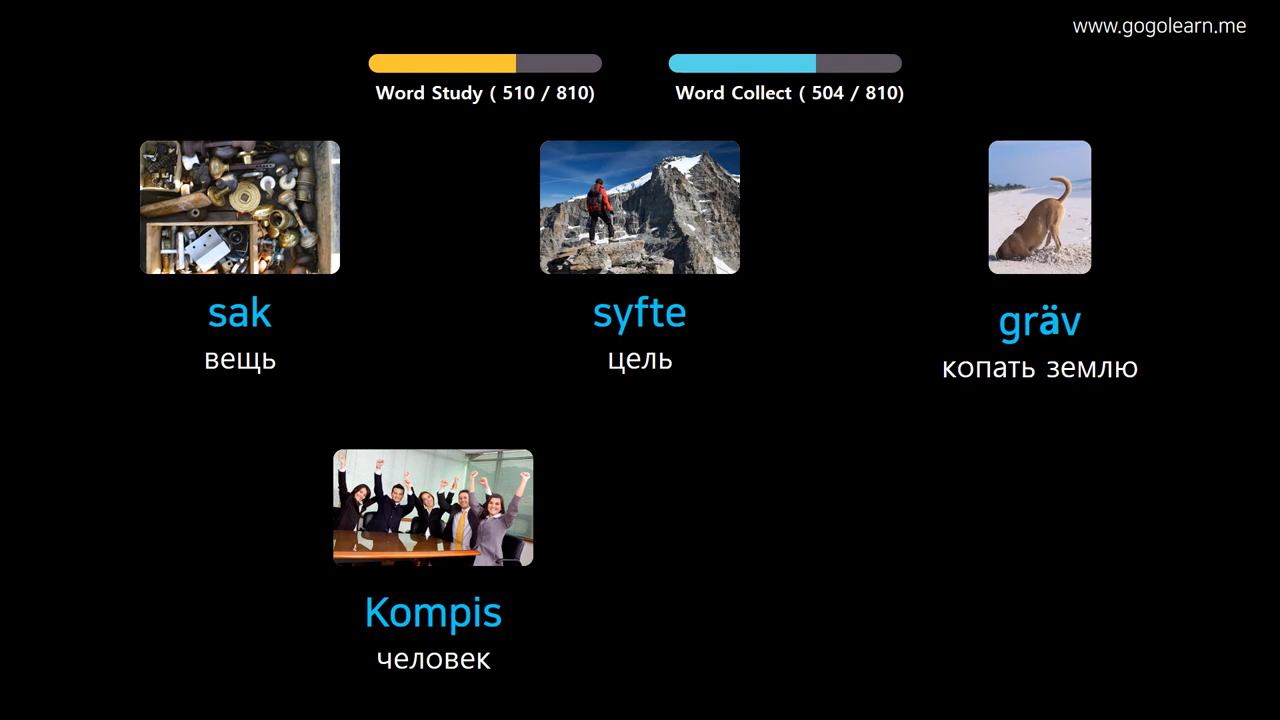 www.gogolearn.me
Word Study ( 510 / 810)
Word Collect ( 504 / 810)
sak
вещь
syfte
цель
gräv
копать землю
Kompis
человек